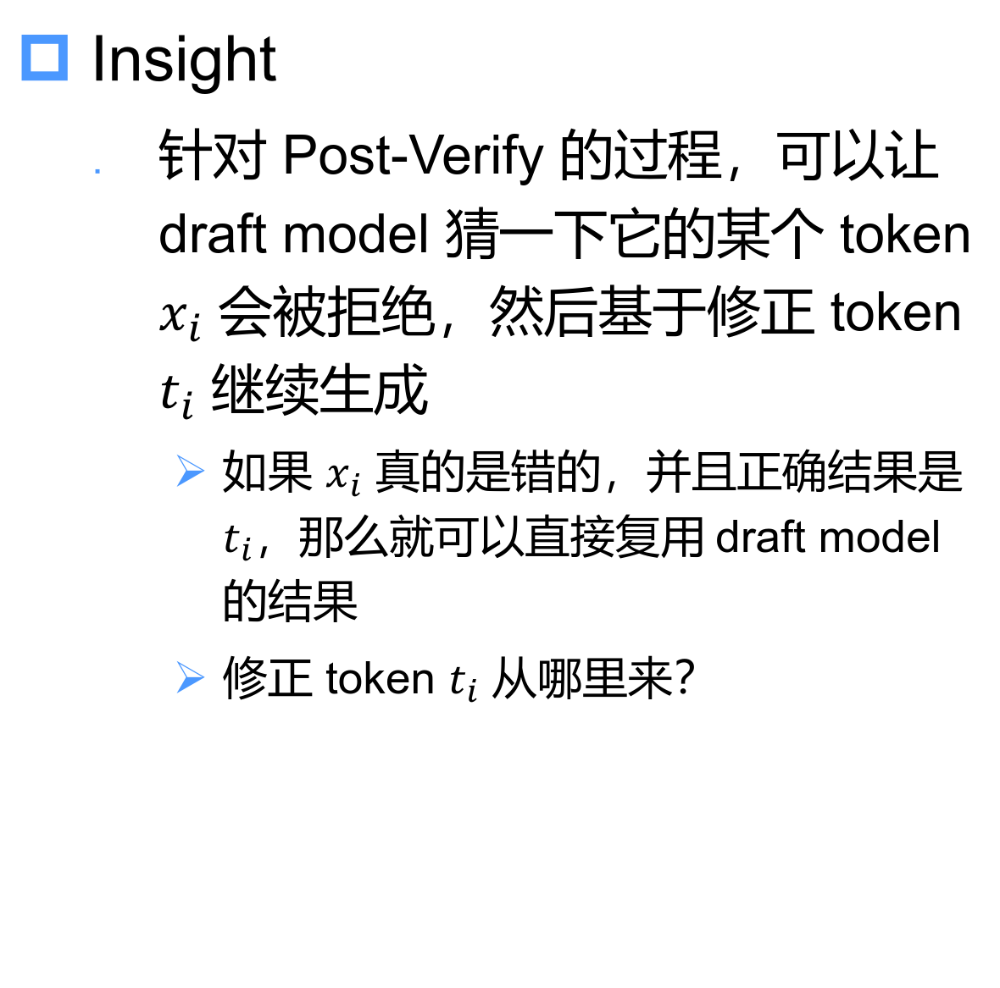 Insight
针对 Post-Verify 的过程，可以让
draft model 猜一下它的某个 token
𝑥𝑖 会被拒绝，然后基于修正 token
𝑡𝑖 继续生成
如果 𝑥𝑖 真的是错的，并且正确结果是
𝑡𝑖，那么就可以直接复用 draft model
的结果
修正 token 𝑡𝑖 从哪里来？